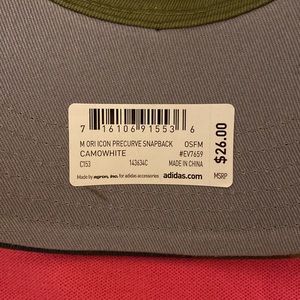 7 16106 91553 6
M ORI ICON PRECURVE SNAPBACK OSFM
CAMOWHITE #EV7659
C153 143634C MADE IN CHINA
Made by agron, inc. for adidas accessories adidas.com
$26.00
MSRP